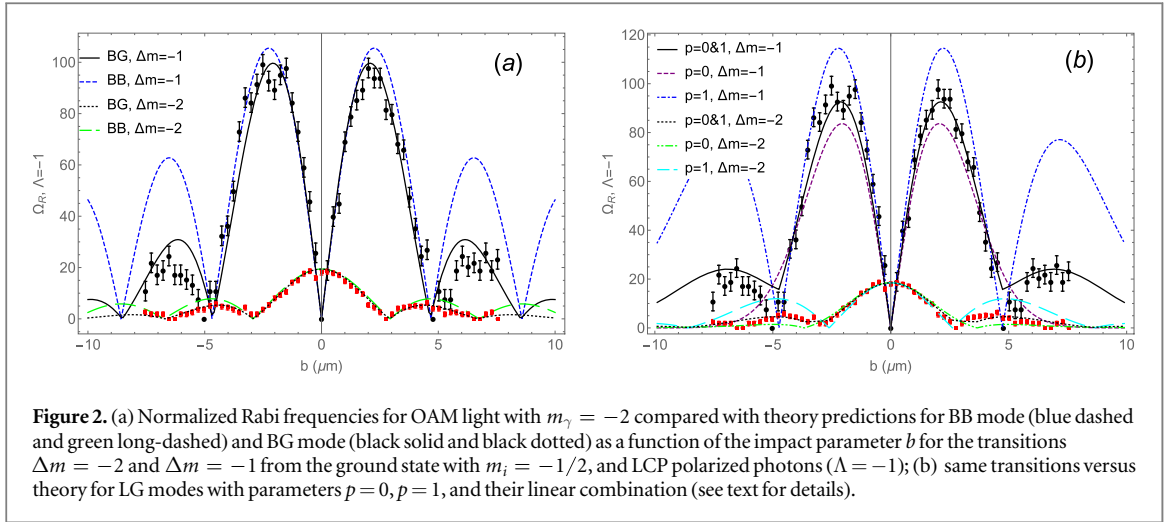 (a)
BG, Δm=−1
BB, Δm=−1
BG, Δm=−2
BB, Δm=−2
100
80
60
40
20
0
Ω_R, Λ=−1
−10
−5
0
5
10
b (μm)
(b)
p=0&1, Δm=−1
p=0, Δm=−1
p=1, Δm=−1
p=0&1, Δm=−2
p=0, Δm=−2
p=1, Δm=−2
120
100
80
60
40
20
0
Ω_R, Λ=−1
−10
−5
0
5
10
b (μm)
Figure 2. (a) Normalized Rabi frequencies for OAM light with m_γ = −2 compared with theory predictions for BB mode (blue dashed
and green long-dashed) and BG mode (black solid and black dotted) as a function of the impact parameter b for the transitions
Δm = −2 and Δm = −1 from the ground state with m_i = −1/2, and LCP polarized photons (Λ = −1); (b) same transitions versus
theory for LG modes with parameters p = 0, p = 1, and their linear combination (see text for details).